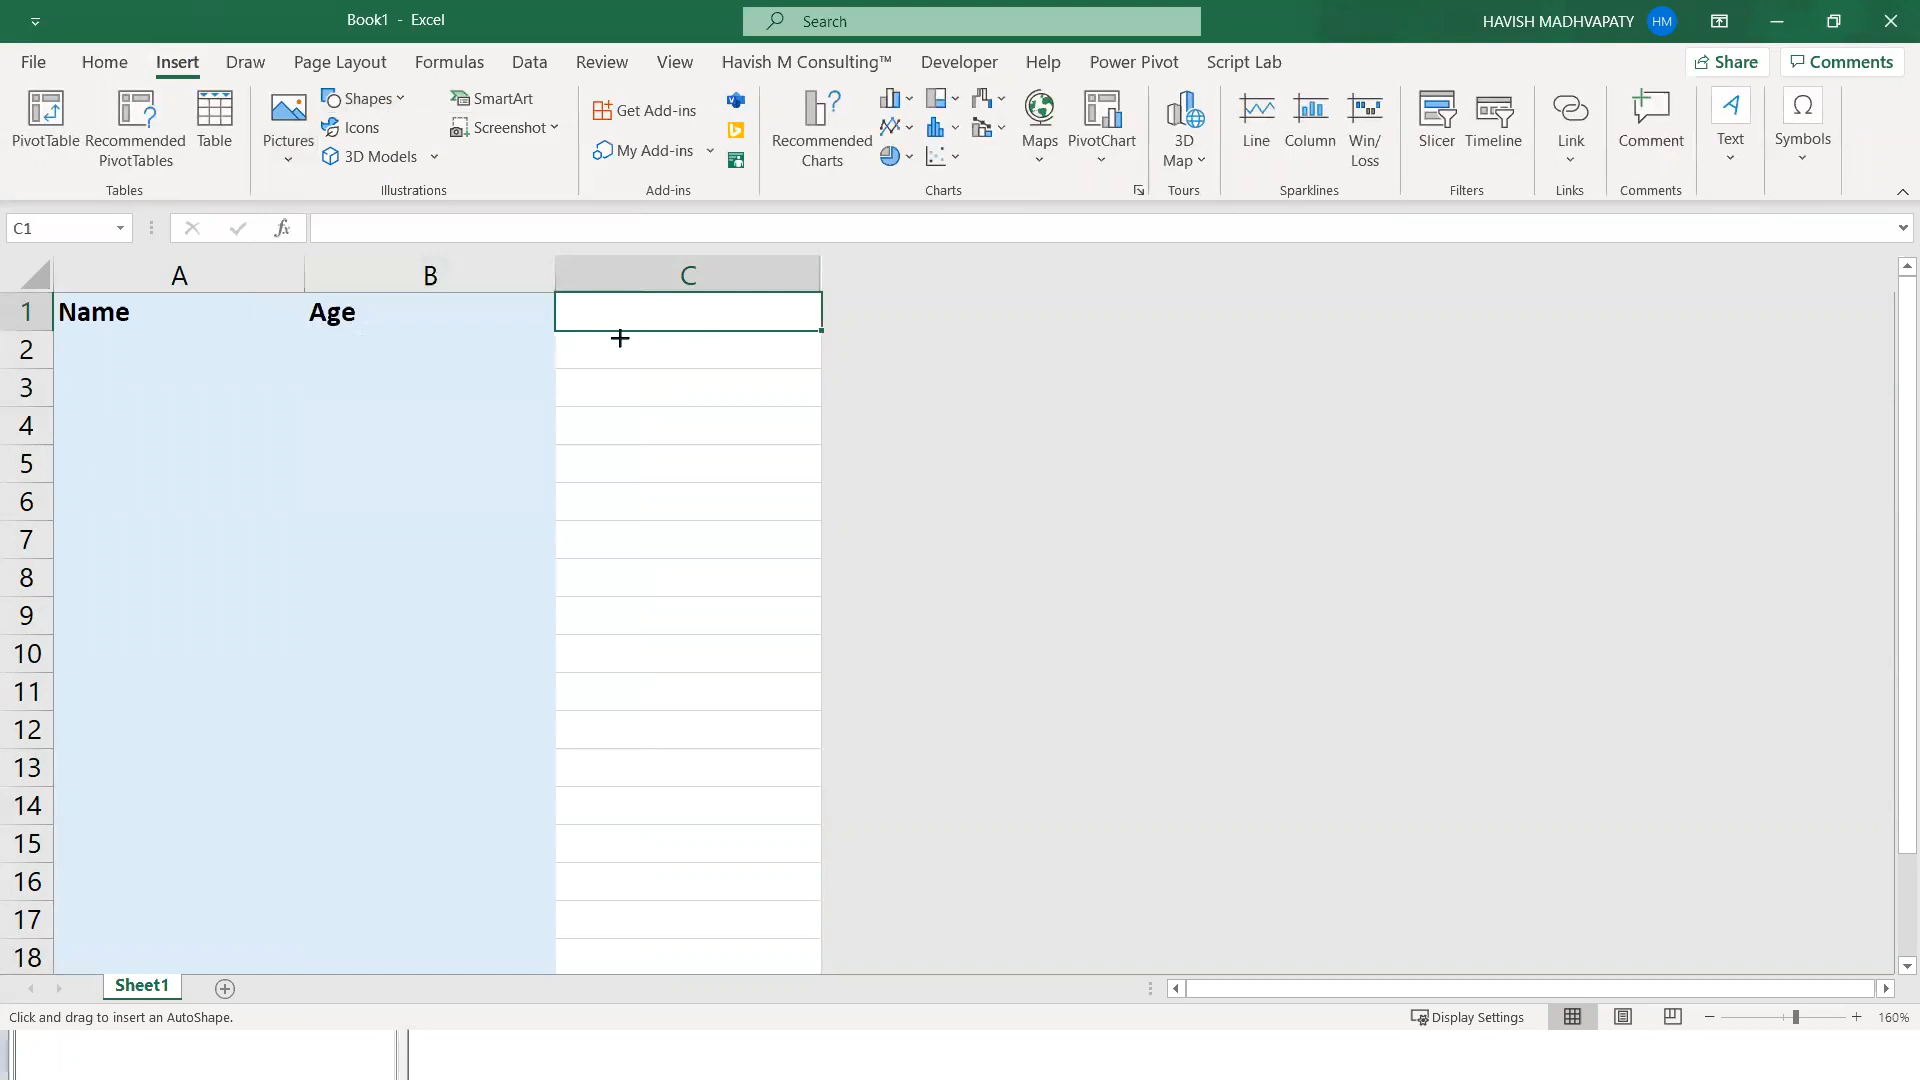 Book1 - Excel
Search
HAVISH MADHVAPATY
HM
File Home Insert Draw Page Layout Formulas Data Review View Havish M Consulting™ Developer Help Power Pivot Script Lab
Share
Comments
PivotTable
Recommended
PivotTables
Table
Tables
Pictures
Shapes
Icons
3D Models
SmartArt
Screenshot
Illustrations
Get Add-ins
My Add-ins
Add-ins
Recommended
Charts
Maps
PivotChart
Charts
3D
Map
Tours
Line
Column
Win/
Loss
Sparklines
Slicer
Timeline
Filters
Link
Links
Comment
Comments
Text
Symbols
C1
fx
A B C
1 Name Age
2
3
4
5
6
7
8
9
10
11
12
13
14
15
16
17
18
Sheet1
Click and drag to insert an AutoShape.
Display Settings
160%